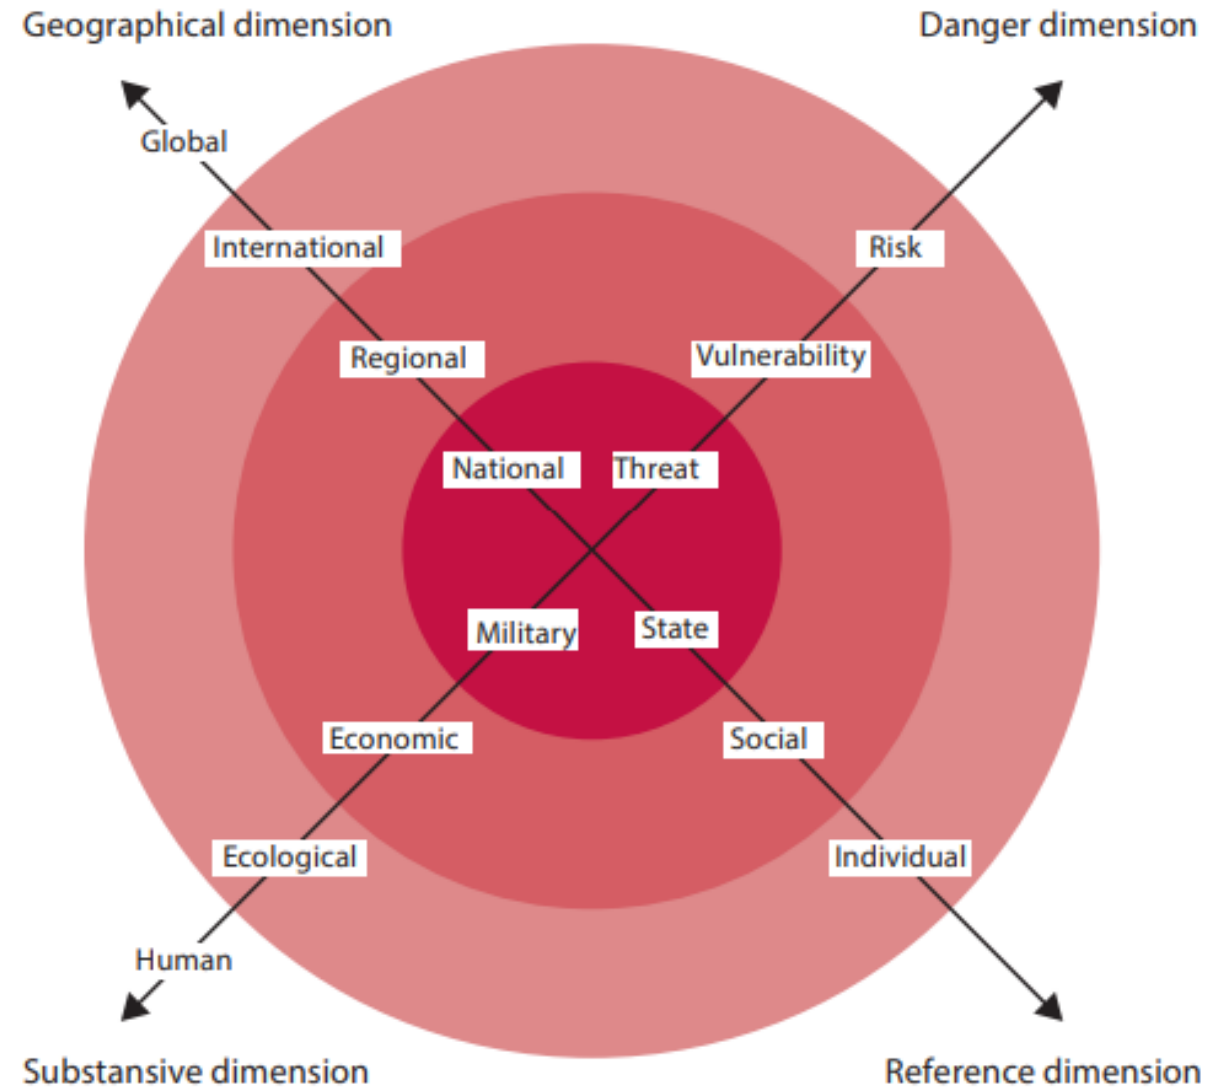 Geographical dimension
Danger dimension
Global
International
Risk
Regional
Vulnerability
National
Threat
Military
State
Economic
Social
Ecological
Individual
Human
Substansive dimension
Reference dimension